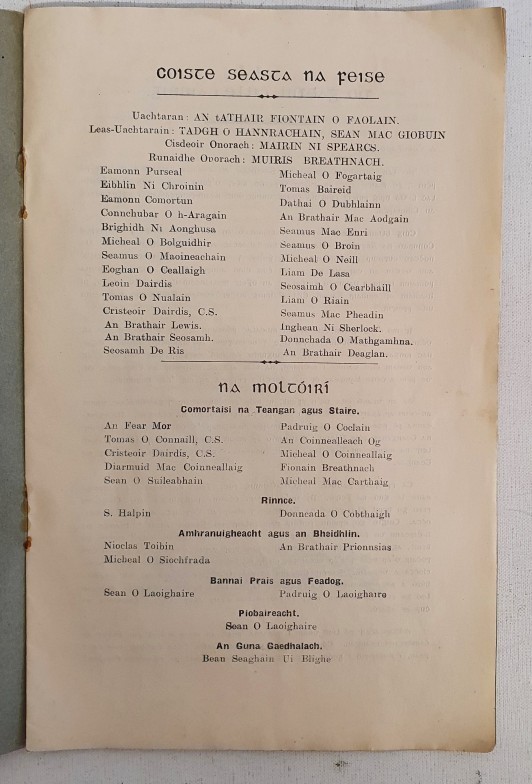 Coiste Seasta na Feise
Uachtaran: AN tATHAIR FIONTAIN O FAOLAIN.
Leas-Uachtarain: TADGH O HANNRACHAIN, SEAN MAC GIOBUIN
Cisdeoir Onorach: MAIRIN NI SPEARCS.
Runaidhe Onorach: MUIRIS BREATHNACH.
Eamonn Purseal
Eibhlin Ni Chroinin
Eamonn Comortun
Connchubar O h-Aragain
Brighidh Ni Aonghusa
Micheal O Bolguidhir
Seamus O Maoineachain
Eoghan O Ceallaigh
Leoin Dairdis
Tomas O Nualain
Cristeoir Dairdis, C.S.
An Brathair Lewis.
An Brathair Seosamh.
Seosamh De Ris
Micheal O Fogartaig
Tomas Baireid
Dathai O Dubhlainn
An Brathair Mac Aodgain
Seamus Mac Enri
Seamus O Broin
Micheal O Neill
Liam De Lasa
Seosaimh O Cearbhaill
Liam O Riain
Seamus Mac Pheadin
Inghean Ni Sherlock.
Donnchada O Mathgamhna.
An Brathair Deaglan.
na moltóirí
Comortaisi na Teangan agus Staire.
An Fear Mor
Tomas O Connaill, C.S.
Cristeoir Dairdis, C.S.
Diarmuid Mac Coinneallaig
Sean O Suileabhain
Padruig O Coclain
An Coinnealleach Og
Micheal O Coinneallaig
Fionain Breathnach
Micheal Mac Carthaig
Rinnce.
S. Halpin
Donncada O Cobthaigh
Amhranuigheacht agus an Bheidhlin.
Nioclas Toibin
Micheal O Siochfrada
An Brathair Prionnsias
Bannai Prais agus Feadog.
Sean O Laoighaire
Padruig O Laoighaire
Piobaireacht.
Sean O Laoighaire
An Guna Gaedhalach.
Bean Seaghain Ui Blighe